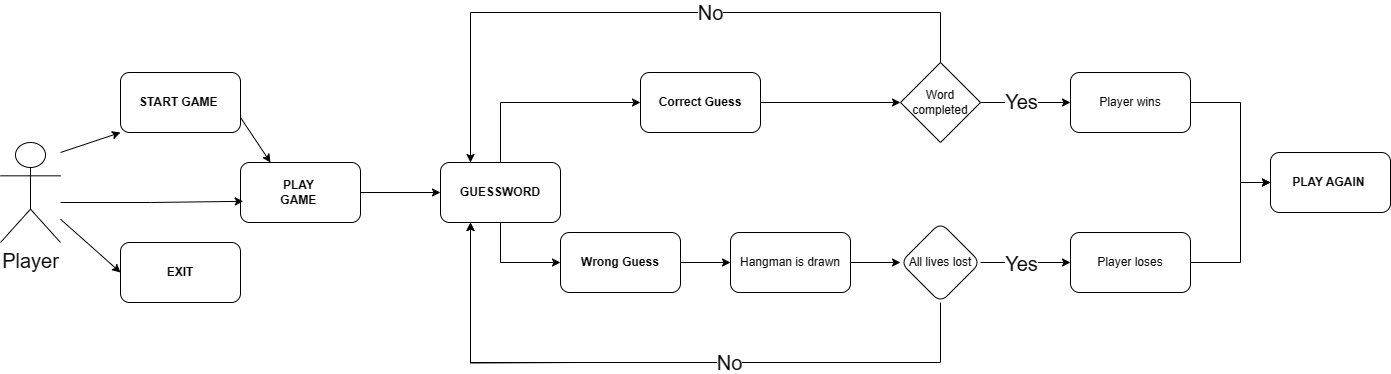 No
START GAME
Correct Guess
Word
completed
Yes
Player wins
PLAY
GAME
GUESSWORD
PLAY AGAIN
Player
EXIT
Wrong Guess
Hangman is drawn
All lives lost
Yes
Player loses
No